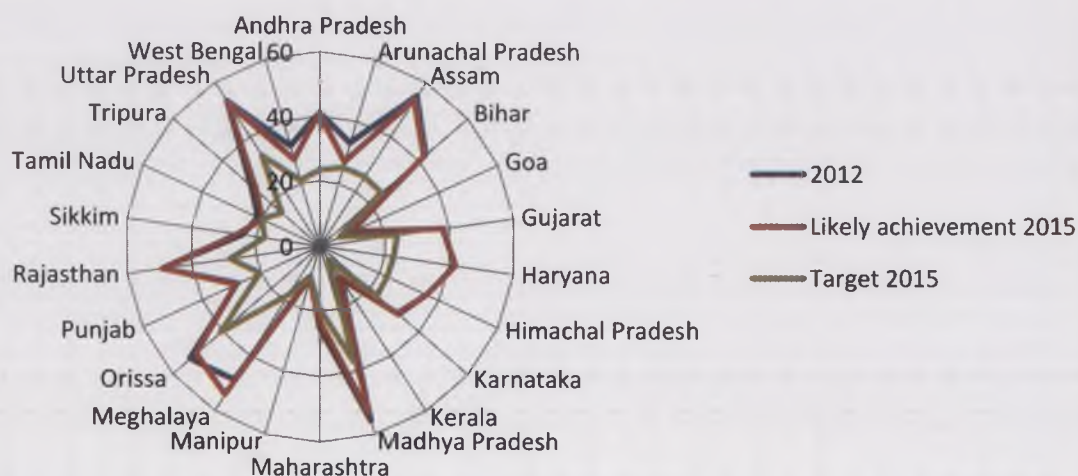 Andhra Pradesh
Arunachal Pradesh
Assam
Bihar
Goa
Gujarat
Haryana
Himachal Pradesh
Karnataka
Kerala
Madhya Pradesh
Maharashtra
Manipur
Meghalaya
Orissa
Punjab
Rajasthan
Sikkim
Tamil Nadu
Tripura
Uttar Pradesh
West Bengal
60
40
20
0
2012
Likely achievement 2015
Target 2015